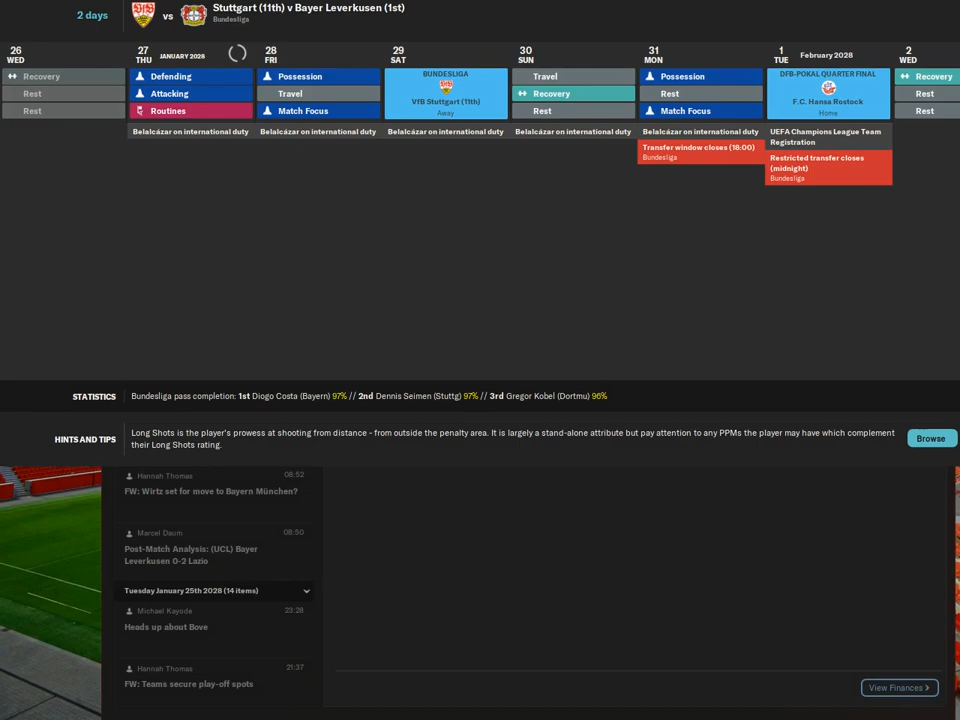 2 days
vs
Stuttgart (11th) v Bayer Leverkusen (1st)
Bundesliga
26
WED
27
THU
JANUARY 2028
28
FRI
29
SAT
30
SUN
31
MON
1
TUE
February 2028
2
WED
Recovery
Rest
Rest
Defending
Attacking
Routines
Possession
Travel
Match Focus
BUNDESLIGA
VfB Stuttgart (11th)
Away
Travel
Recovery
Rest
Possession
Rest
Match Focus
DFB-POKAL QUARTER FINAL
F.C. Hansa Rostock
Home
Recovery
Rest
Rest
Belalcázar on international duty
Belalcázar on international duty
Belalcázar on international duty
Belalcázar on international duty
Belalcázar on international duty
Transfer window closes (18:00)
Bundesliga
UEFA Champions League Team
Registration
Restricted transfer closes
(midnight)
Bundesliga
STATISTICS
Bundesliga pass completion: 1st Diogo Costa (Bayern) 97% // 2nd Dennis Seimen (Stuttg) 97% // 3rd Gregor Kobel (Dortmu) 96%
HINTS AND TIPS
Long Shots is the player's prowess at shooting from distance - from outside the penalty area. It is largely a stand-alone attribute but pay attention to any PPMs the player may have which complement
their Long Shots rating.
Browse
Hannah Thomas 08:52
FW: Wirtz set for move to Bayern München?
Marcel Daum 08:50
Post-Match Analysis: (UCL) Bayer
Leverkusen 0-2 Lazio
Tuesday January 25th 2028 (14 items)
Michael Kayode 23:28
Heads up about Bove
Hannah Thomas 21:37
FW: Teams secure play-off spots
View Finances >